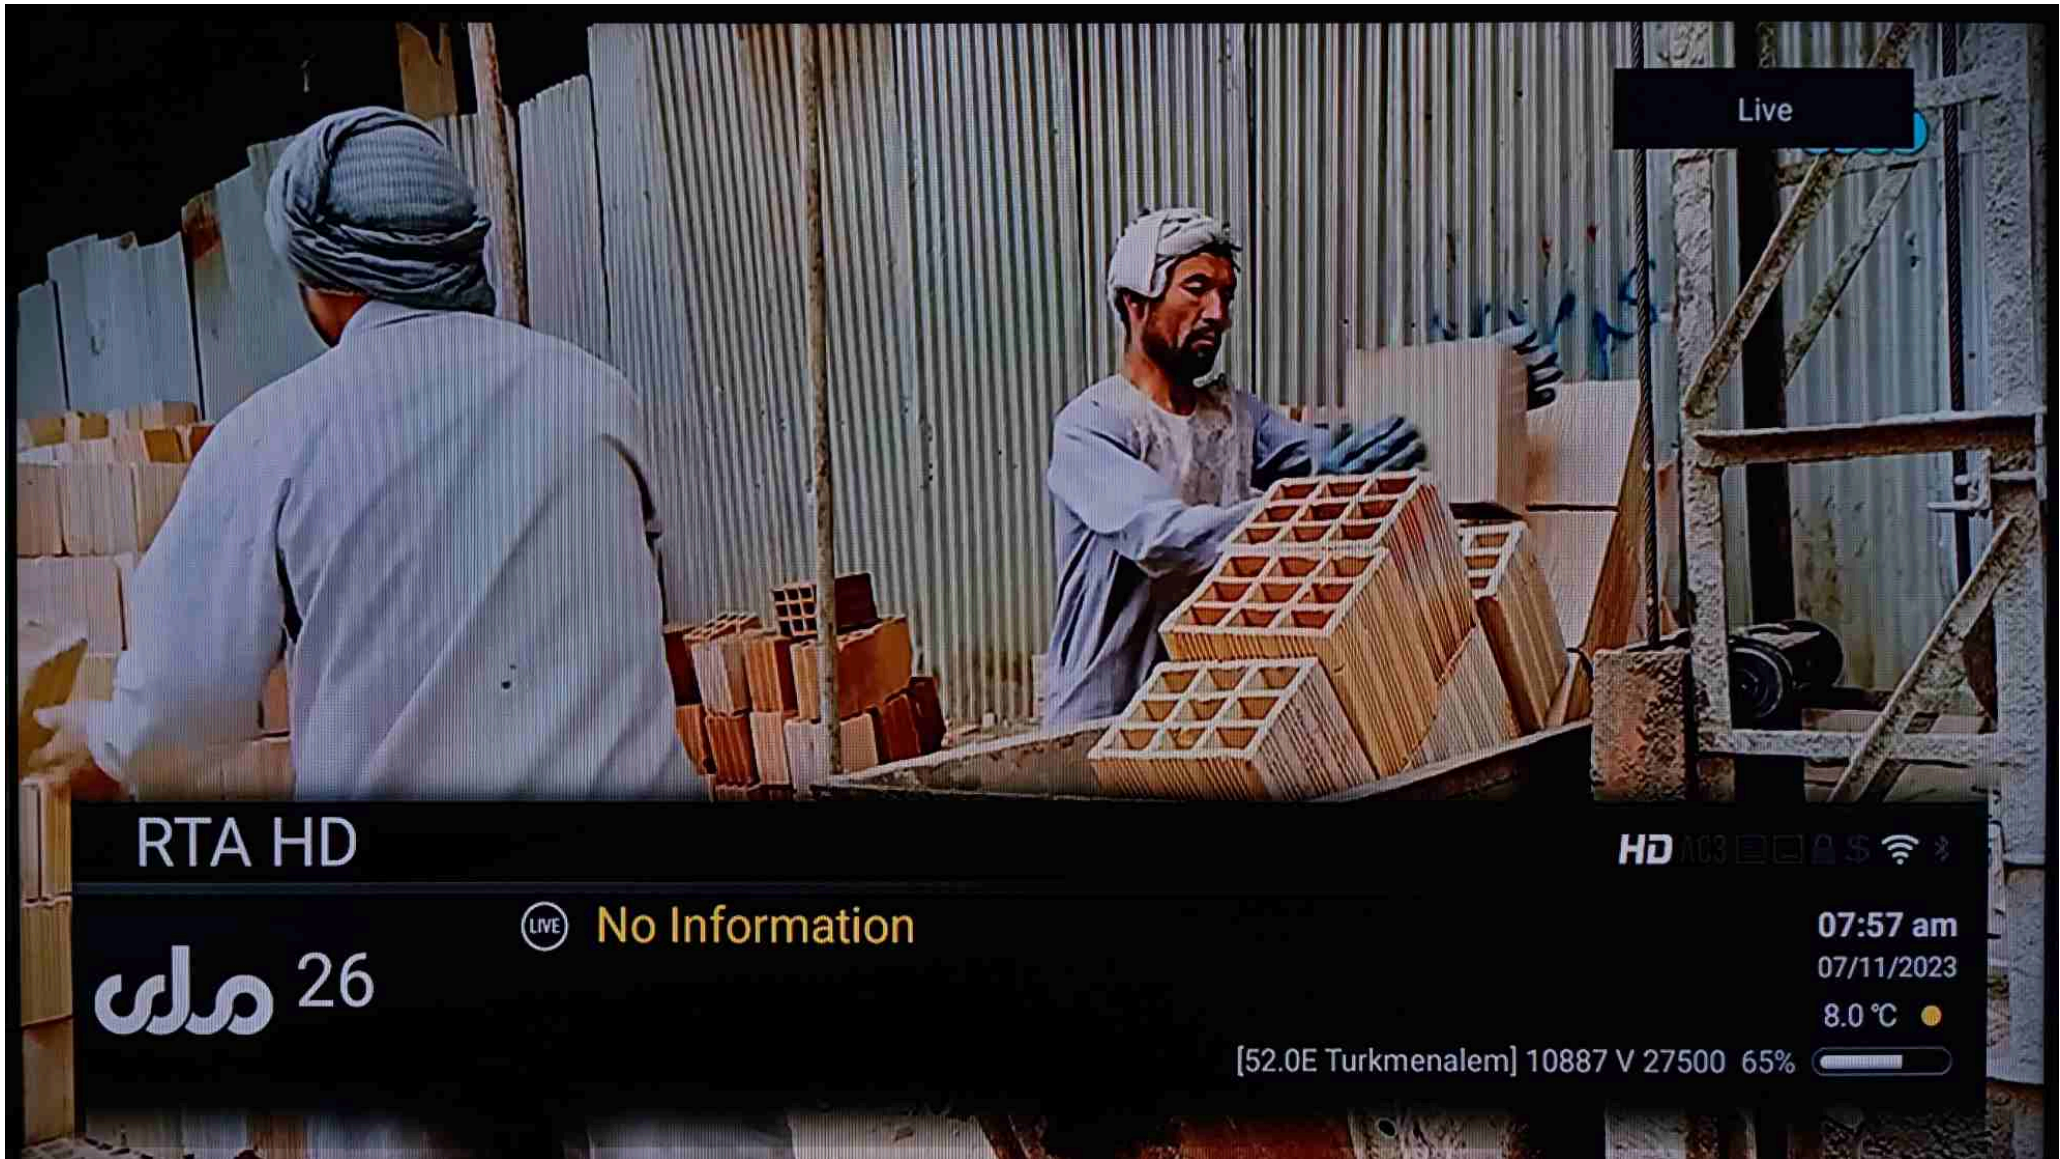 Live
RTA HD
HD AC3 $
LIVE No Information
ملی 26
07:57 am
07/11/2023
8.0 °C
[52.0E Turkmenalem] 10887 V 27500 65%